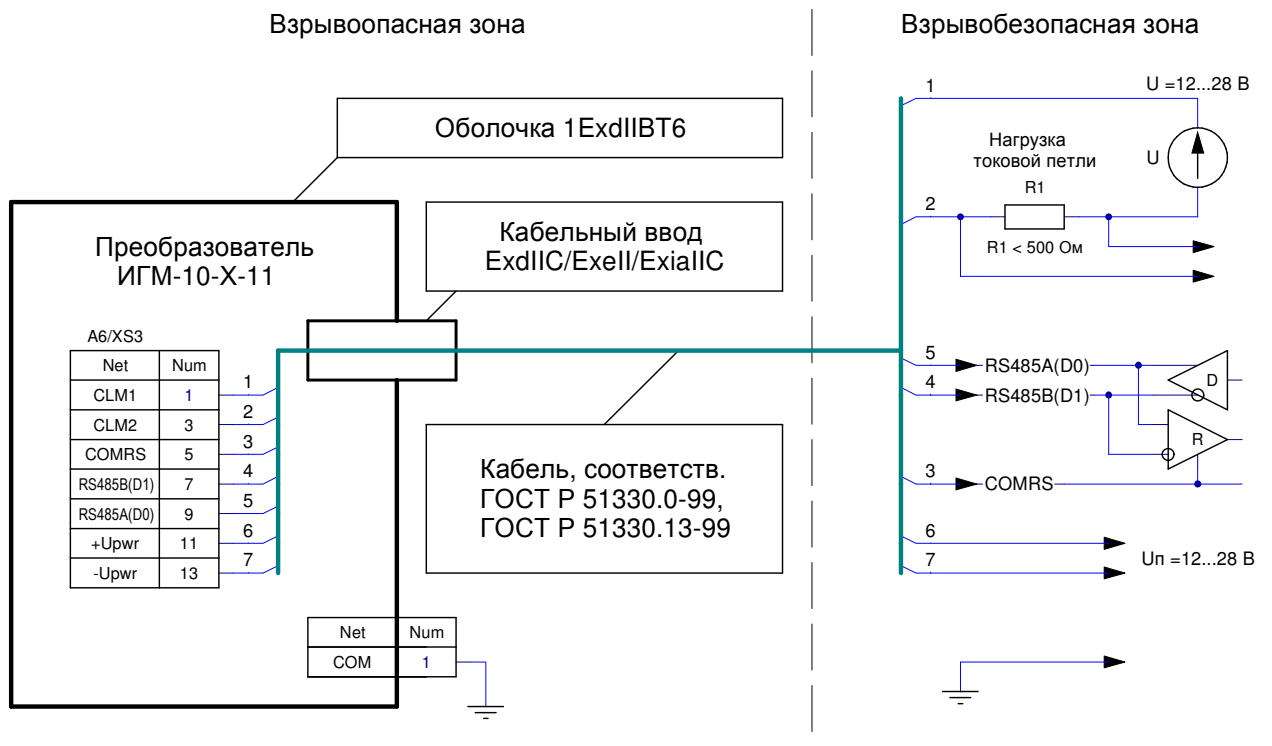 Взрывоопасная зона
Взрывобезопасная зона
Оболочка 1ExdIIBT6
Преобразователь
ИГМ-10-Х-11
Кабельный ввод
ExdIIC/ExeII/ExiaIIC
A6/XS3
Net Num
CLM1 1
CLM2 3
COMRS 5
RS485B(D1) 7
RS485A(D0) 9
+Upwr 11
-Upwr 13
1
2
3
4
5
6
7
Кабель, соответств.
ГОСТ Р 51330.0-99,
ГОСТ Р 51330.13-99
Net Num
COM 1
1
U =12...28 В
Нагрузка
токовой петли
U
R1
2
R1 < 500 Ом
5 RS485A(D0)
D
4 RS485B(D1)
R
3 COMRS
6
7
Uп =12...28 В